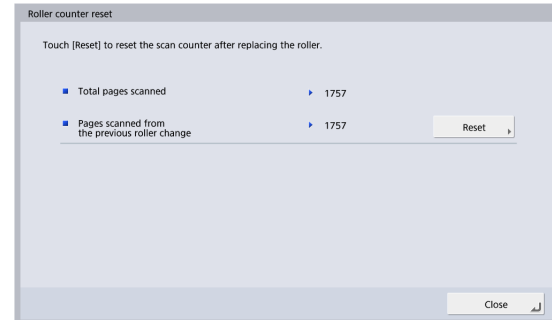 Roller counter reset
Touch [Reset] to reset the scan counter after replacing the roller.
Total pages scanned 1757
Pages scanned from
the previous roller change 1757 Reset
Close